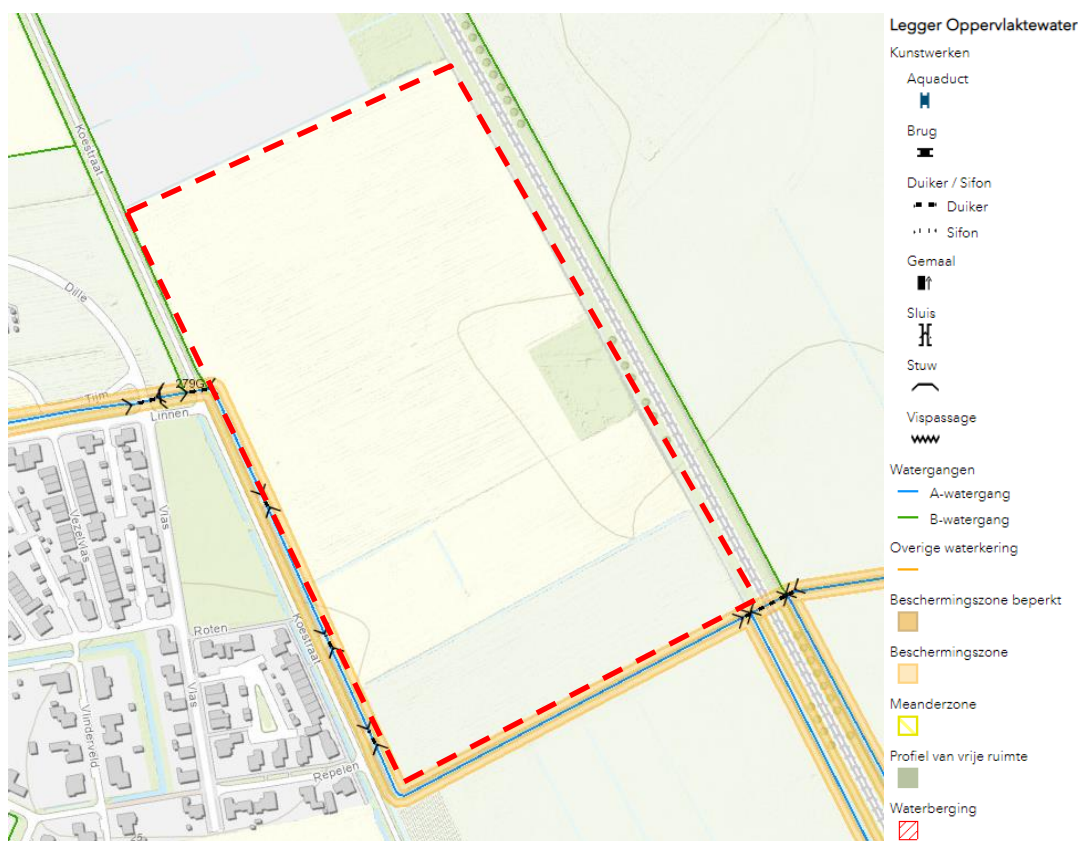 Koestraat
Dille
Tijm
279G
Linnen
Vezelvlas
Vlas
Koestraat
Roten
Vlas
Vlinderveld
Repelen
25
Legger Oppervlaktewater
Kunstwerken
Aquaduct
Brug
Duiker / Sifon
Duiker
Sifon
Gemaal
Sluis
Stuw
Vispassage
Watergangen
A-watergang
B-watergang
Overige waterkering
Beschermingszone beperkt
Beschermingszone
Meanderzone
Profiel van vrije ruimte
Waterberging